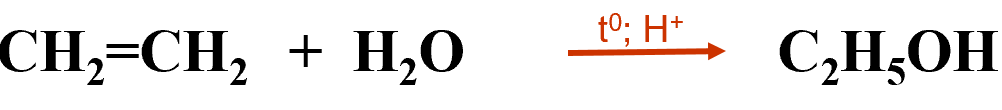 t⁰; H⁺
CH₂=CH₂ + H₂O → C₂H₅OH